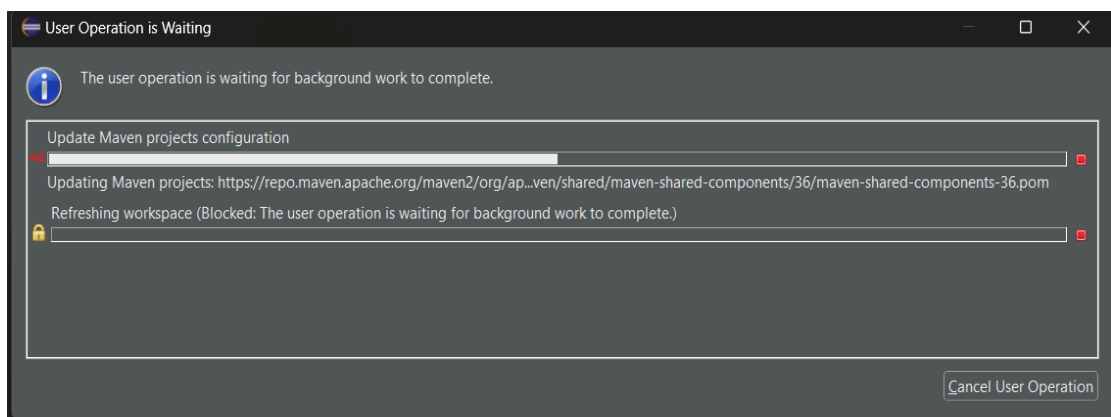 User Operation is Waiting
The user operation is waiting for background work to complete.
Update Maven projects configuration
m2
Updating Maven projects: https://repo.maven.apache.org/maven2/org/ap...ven/shared/maven-shared-components/36/maven-shared-components-36.pom
Refreshing workspace (Blocked: The user operation is waiting for background work to complete.)
Cancel User Operation